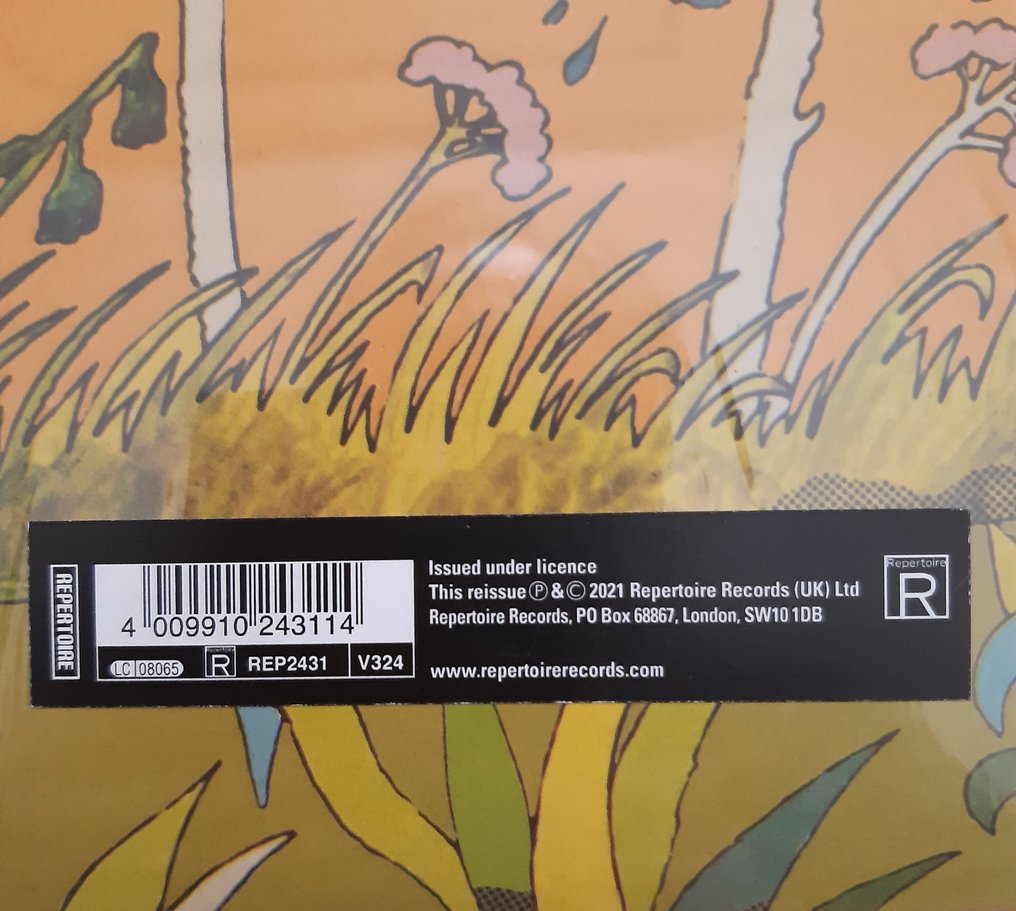 REPERTOIRE
4 009910 243114
LC 08065
R
REP2431
V324
Issued under licence
This reissue Ⓟ & © 2021 Repertoire Records (UK) Ltd
Repertoire Records, PO Box 68867, London, SW10 1DB
www.repertoirerecords.com
Repertoire
R